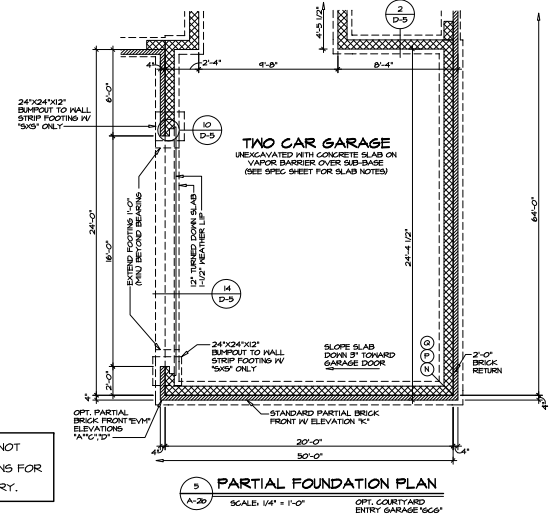 4'-5 1/2"
2
D-5
4"
2'-4"
9'-8"
8'-4"
6'-0"
24"X24"X12"
BUMPOUT TO WALL
STRIP FOOTING W/
"SXS" ONLY
10
D-5
TWO CAR GARAGE
UNEXCAVATED WITH CONCRETE SLAB ON
VAPOR BARRIER OVER SUB-BASE
(SEE SPEC SHEET FOR SLAB NOTES)
24'-0"
16'-0"
EXTEND FOOTING 1'-0"
(MIN.) BEYOND BEARING
12" TURNED DOWN SLAB
1-1/2" WEATHER LIP
24'-4 1/2"
64'-0"
14
D-5
24"X24"X12"
BUMPOUT TO WALL
STRIP FOOTING W/
"SXS" ONLY
SLOPE SLAB
DOWN 3" TOWARD
GARAGE DOOR
Q
P
N
2'-0"
BRICK
RETURN
2'-0"
4"
4"
OPT. PARTIAL
BRICK FRONT "EVH"
ELEVATIONS
"A","C","D"
STANDARD PARTIAL BRICK
FRONT W/ ELEVATION "K"
4"
20'-0"
4"
50'-0"
NOT
NS FOR
RY.
5
A-2b
PARTIAL FOUNDATION PLAN
SCALE: 1/4" = 1'-0"
OPT. COURTYARD
ENTRY GARAGE "SCG"